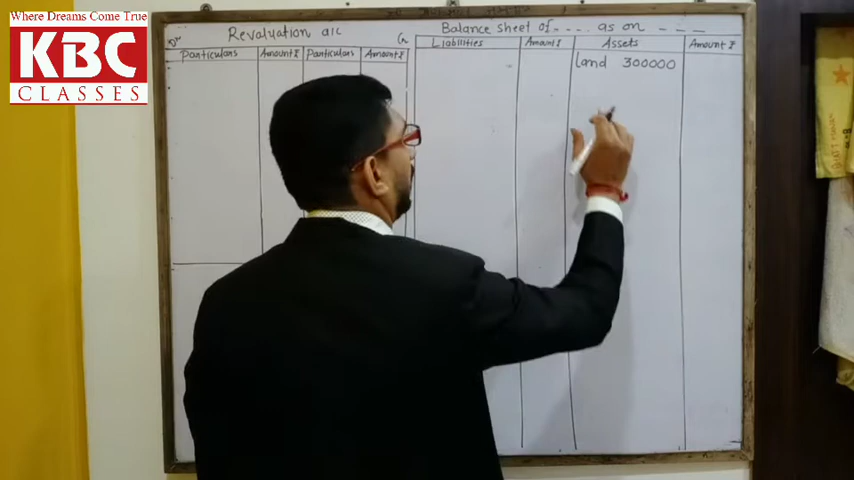 Where Dreams Come True
KBC
CLASSES
Revaluation a/c
Dr Cr
Particulars Amount ₹ Particulars Amount ₹
Balance sheet of - - - - as on - - - -
Liabilities Amount ₹ Assets Amount ₹
Land 300000